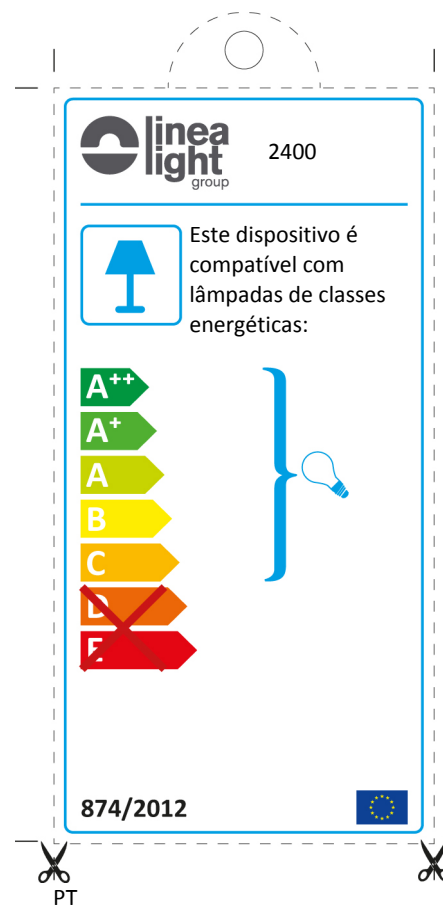 linea
light
group
2400
Este dispositivo é
compatível com
lâmpadas de classes
energéticas:
A++
A+
A
B
C
D
E
874/2012
PT